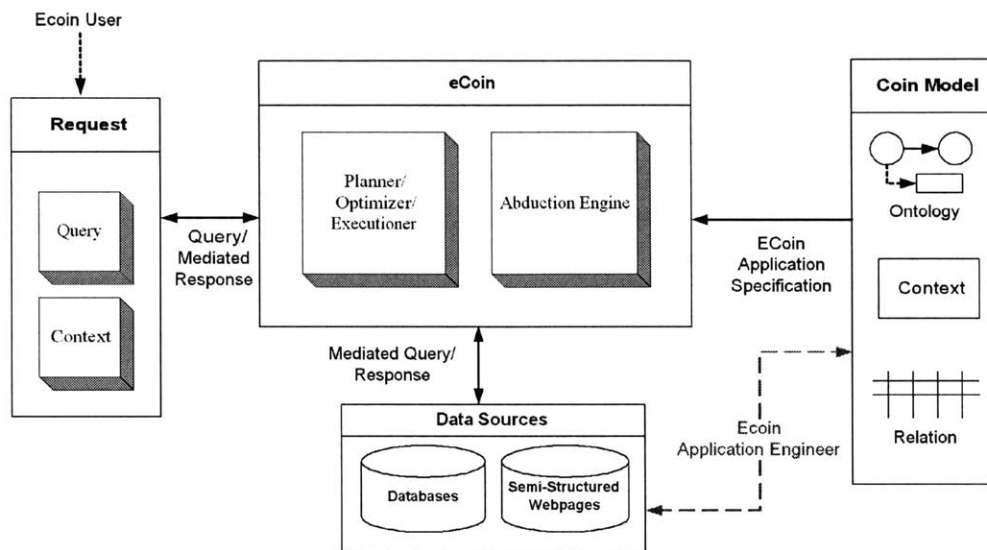 Ecoin User
Request
Query
Context
Query/
Mediated
Response
eCoin
Planner/
Optimizer/
Executioner
Abduction Engine
Mediated Query/
Response
Data Sources
Databases
Semi-Structured
Webpages
ECoin
Application
Specification
Ecoin
Application Engineer
Coin Model
Ontology
Context
Relation